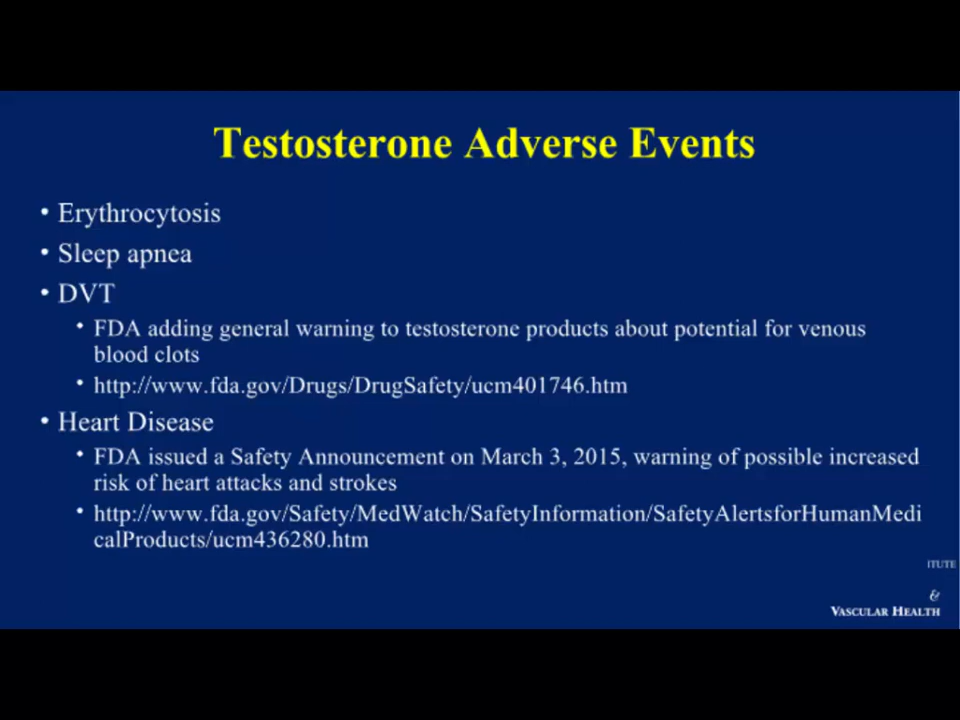 Testosterone Adverse Events
• Erythrocytosis
• Sleep apnea
• DVT
• FDA adding general warning to testosterone products about potential for venous
blood clots
• http://www.fda.gov/Drugs/DrugSafety/ucm401746.htm
• Heart Disease
• FDA issued a Safety Announcement on March 3, 2015, warning of possible increased
risk of heart attacks and strokes
• http://www.fda.gov/Safety/MedWatch/SafetyInformation/SafetyAlertsforHumanMedi
calProducts/ucm436280.htm
ITUTE
&
VASCULAR HEALTH